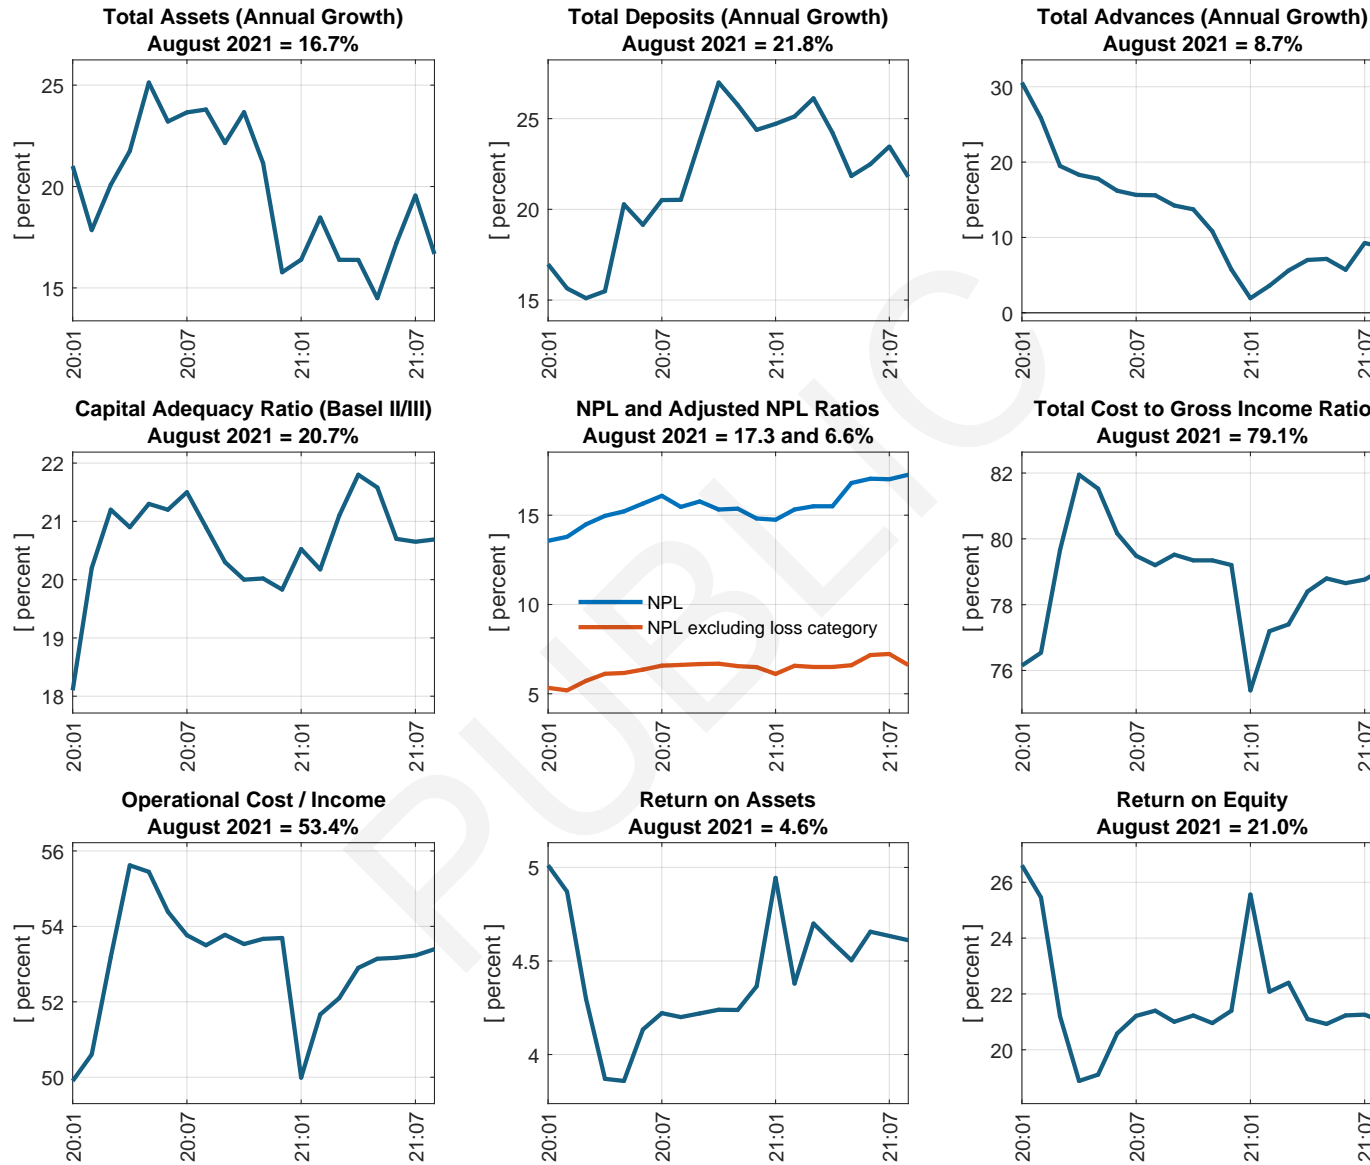 Total Assets (Annual Growth)
August 2021 = 16.7%
[ percent ]
25
20
15
20:01
20:07
21:01
21:07
Total Deposits (Annual Growth)
August 2021 = 21.8%
[ percent ]
25
20
15
20:01
20:07
21:01
21:07
Total Advances (Annual Growth)
August 2021 = 8.7%
[ percent ]
30
20
10
0
20:01
20:07
21:01
21:07
Capital Adequacy Ratio (Basel II/III)
August 2021 = 20.7%
[ percent ]
22
21
20
19
18
20:01
20:07
21:01
21:07
NPL and Adjusted NPL Ratios
August 2021 = 17.3 and 6.6%
[ percent ]
15
10
5
NPL
NPL excluding loss category
20:01
20:07
21:01
21:07
Total Cost to Gross Income Ratio
August 2021 = 79.1%
[ percent ]
82
80
78
76
20:01
20:07
21:01
21:07
Operational Cost / Income
August 2021 = 53.4%
[ percent ]
56
54
52
50
20:01
20:07
21:01
21:07
Return on Assets
August 2021 = 4.6%
[ percent ]
5
4.5
4
20:01
20:07
21:01
21:07
Return on Equity
August 2021 = 21.0%
[ percent ]
26
24
22
20
20:01
20:07
21:01
21:07
PUBLIC